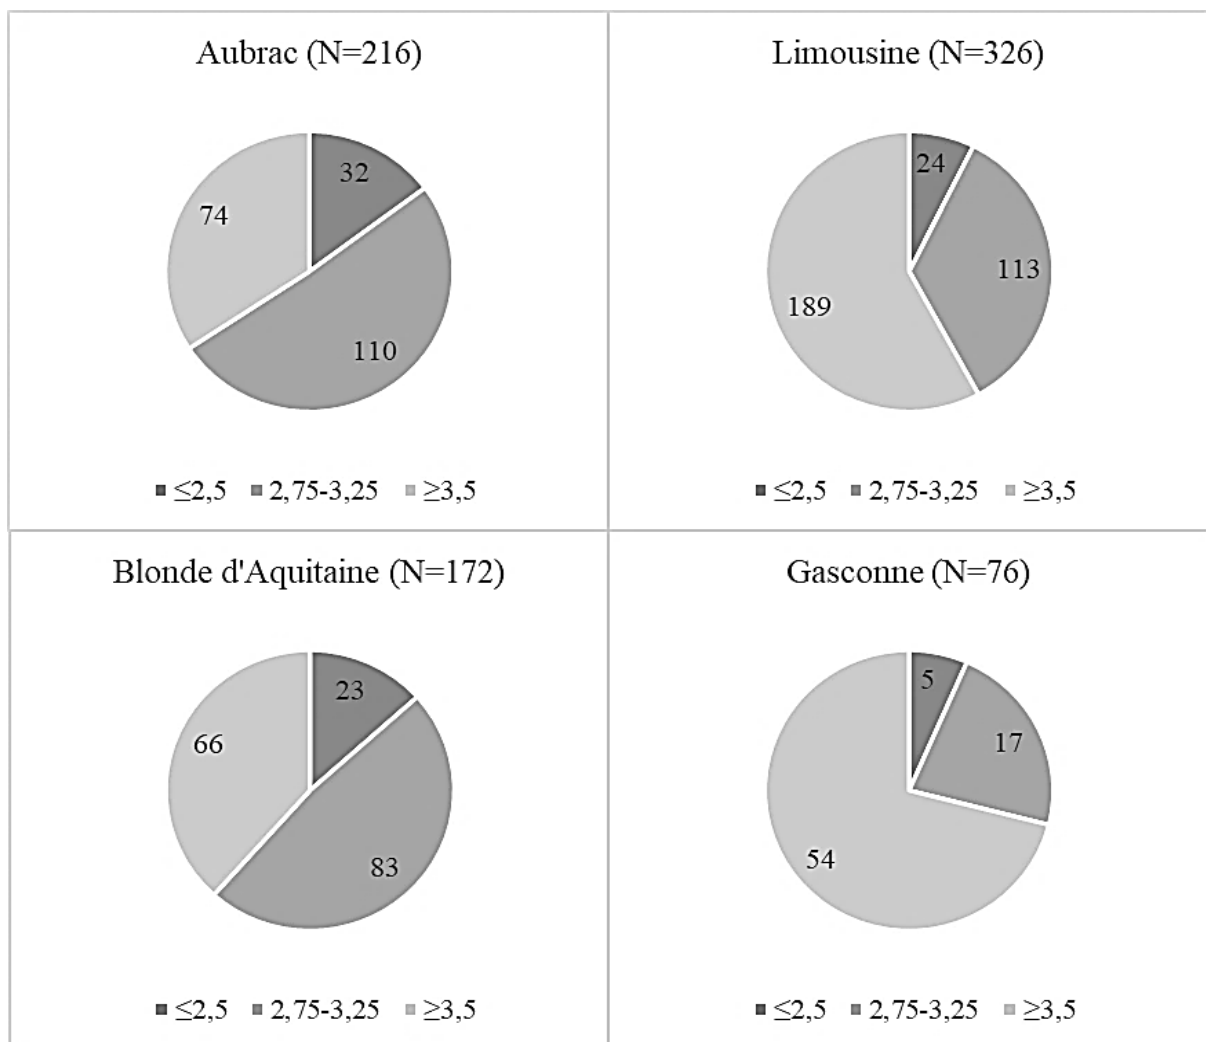 Aubrac (N=216)
32
74
110
≤2,5 2,75-3,25 ≥3,5
Limousine (N=326)
24
113
189
≤2,5 2,75-3,25 ≥3,5
Blonde d'Aquitaine (N=172)
23
66
83
≤2,5 2,75-3,25 ≥3,5
Gasconne (N=76)
5
17
54
≤2,5 2,75-3,25 ≥3,5